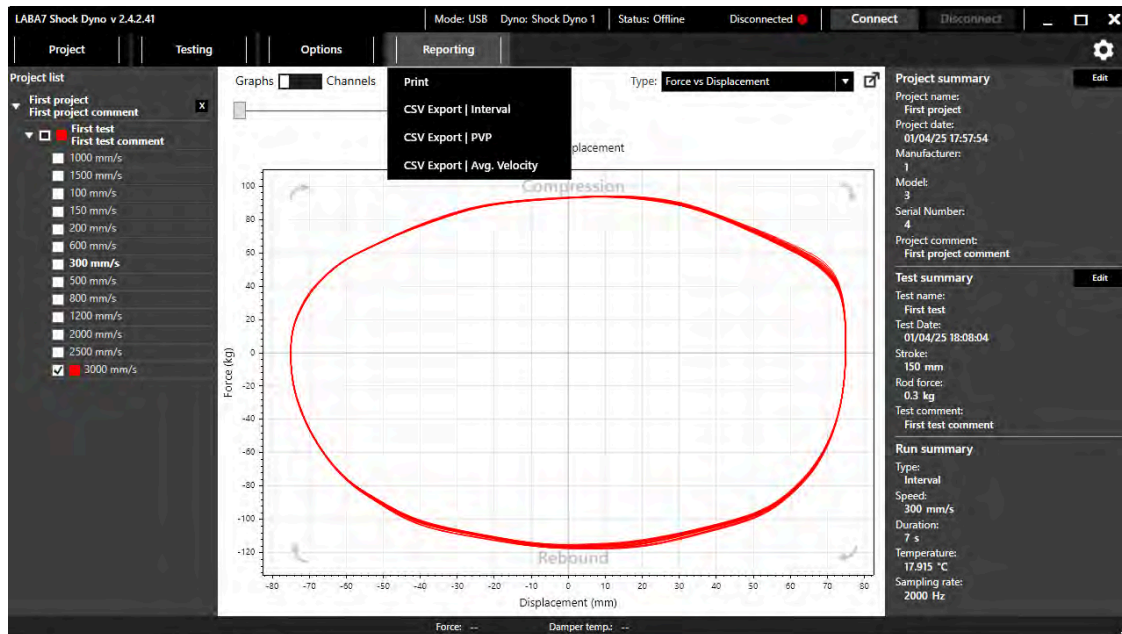 LABA7 Shock Dyno v 2.4.2.41
Mode: USB Dyno: Shock Dyno 1 Status: Offline Disconnected Connect Disconnect
Project Testing Options Reporting
Project list
First project
First project comment
X
First test
First test comment
1000 mm/s
1500 mm/s
100 mm/s
150 mm/s
200 mm/s
600 mm/s
300 mm/s
500 mm/s
800 mm/s
1200 mm/s
2000 mm/s
2500 mm/s
3000 mm/s
Graphs Channels
Print
CSV Export | Interval
CSV Export | PVP
CSV Export | Avg. Velocity
Type: Force vs Displacement
placement
Compression
Rebound
Force (kg)
100
80
60
40
20
0
-20
-40
-60
-80
-100
-120
-80 -70 -60 -50 -40 -30 -20 -10 0 10 20 30 40 50 60 70 80
Displacement (mm)
Project summary Edit
Project name:
First project
Project date:
01/04/25 17:57:54
Manufacturer:
1
Model:
3
Serial Number:
4
Project comment:
First project comment
Test summary Edit
Test name:
First test
Test Date:
01/04/25 18:08:04
Stroke:
150 mm
Rod force:
0.3 kg
Test comment:
First test comment
Run summary
Type:
Interval
Speed:
300 mm/s
Duration:
7 s
Temperature:
17.915 °C
Sampling rate:
2000 Hz
Force: -- Damper temp.: --